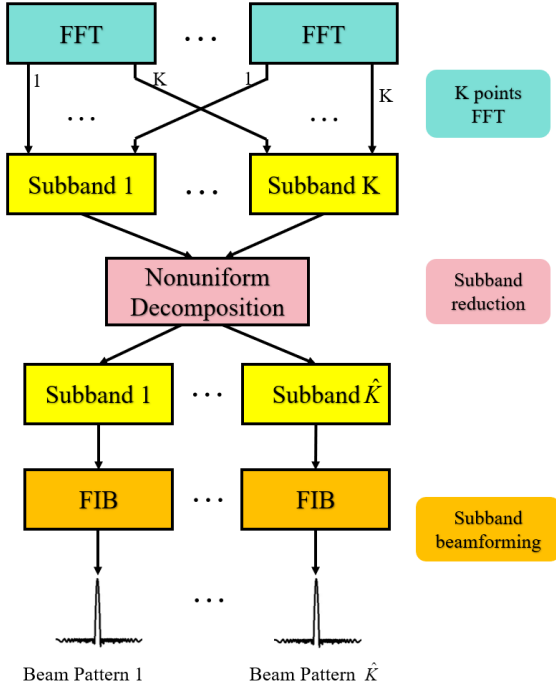 FFT ... FFT
1 K 1 K
... ...
K points
FFT
Subband 1 ... Subband K
Nonuniform
Decomposition
Subband
reduction
Subband 1 ... Subband K̂
FIB ... FIB
Subband
beamforming
...
Beam Pattern 1 Beam Pattern K̂